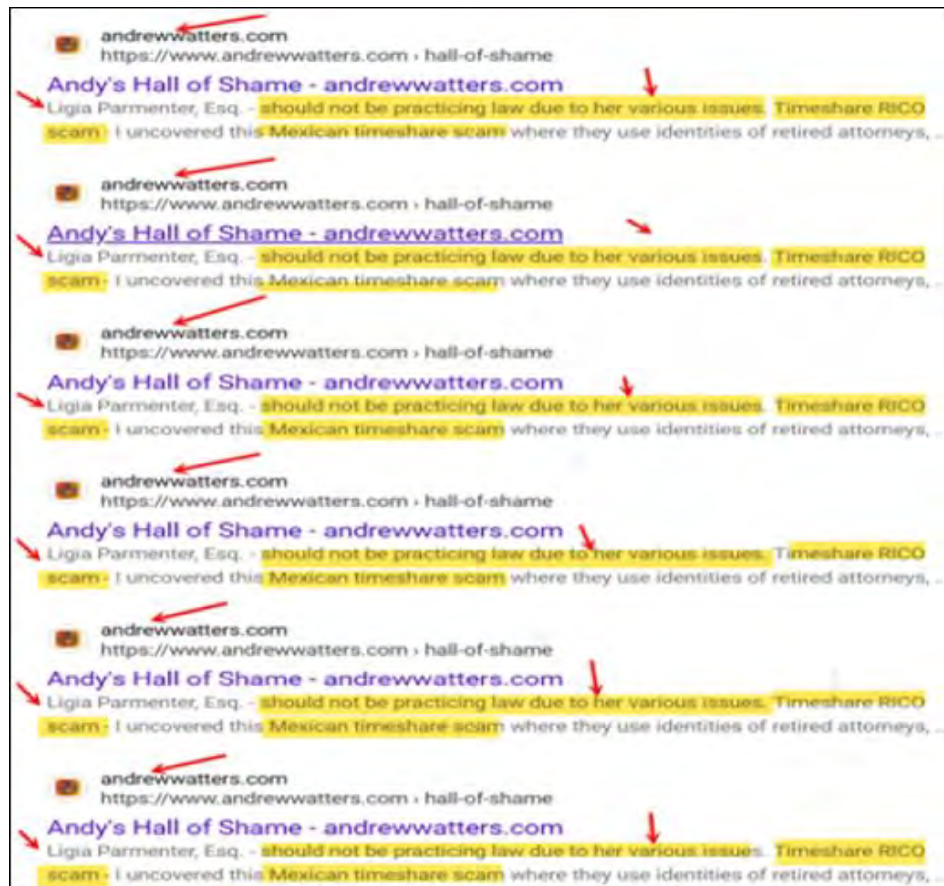 andrewwatters.com
https://www.andrewwatters.com › hall-of-shame
Andy's Hall of Shame - andrewwatters.com
Ligia Parmenter, Esq. - should not be practicing law due to her various issues. Timeshare RICO
scam - I uncovered this Mexican timeshare scam where they use identities of retired attorneys, ...
andrewwatters.com
https://www.andrewwatters.com › hall-of-shame
Andy's Hall of Shame - andrewwatters.com
Ligia Parmenter, Esq. - should not be practicing law due to her various issues. Timeshare RICO
scam - I uncovered this Mexican timeshare scam where they use identities of retired attorneys, ...
andrewwatters.com
https://www.andrewwatters.com › hall-of-shame
Andy's Hall of Shame - andrewwatters.com
Ligia Parmenter, Esq. - should not be practicing law due to her various issues. Timeshare RICO
scam - I uncovered this Mexican timeshare scam where they use identities of retired attorneys, ...
andrewwatters.com
https://www.andrewwatters.com › hall-of-shame
Andy's Hall of Shame - andrewwatters.com
Ligia Parmenter, Esq. - should not be practicing law due to her various issues. Timeshare RICO
scam - I uncovered this Mexican timeshare scam where they use identities of retired attorneys, ...
andrewwatters.com
https://www.andrewwatters.com › hall-of-shame
Andy's Hall of Shame - andrewwatters.com
Ligia Parmenter, Esq. - should not be practicing law due to her various issues. Timeshare RICO
scam - I uncovered this Mexican timeshare scam where they use identities of retired attorneys, ...
andrewwatters.com
https://www.andrewwatters.com › hall-of-shame
Andy's Hall of Shame - andrewwatters.com
Ligia Parmenter, Esq. - should not be practicing law due to her various issues. Timeshare RICO
scam - I uncovered this Mexican timeshare scam where they use identities of retired attorneys, ...